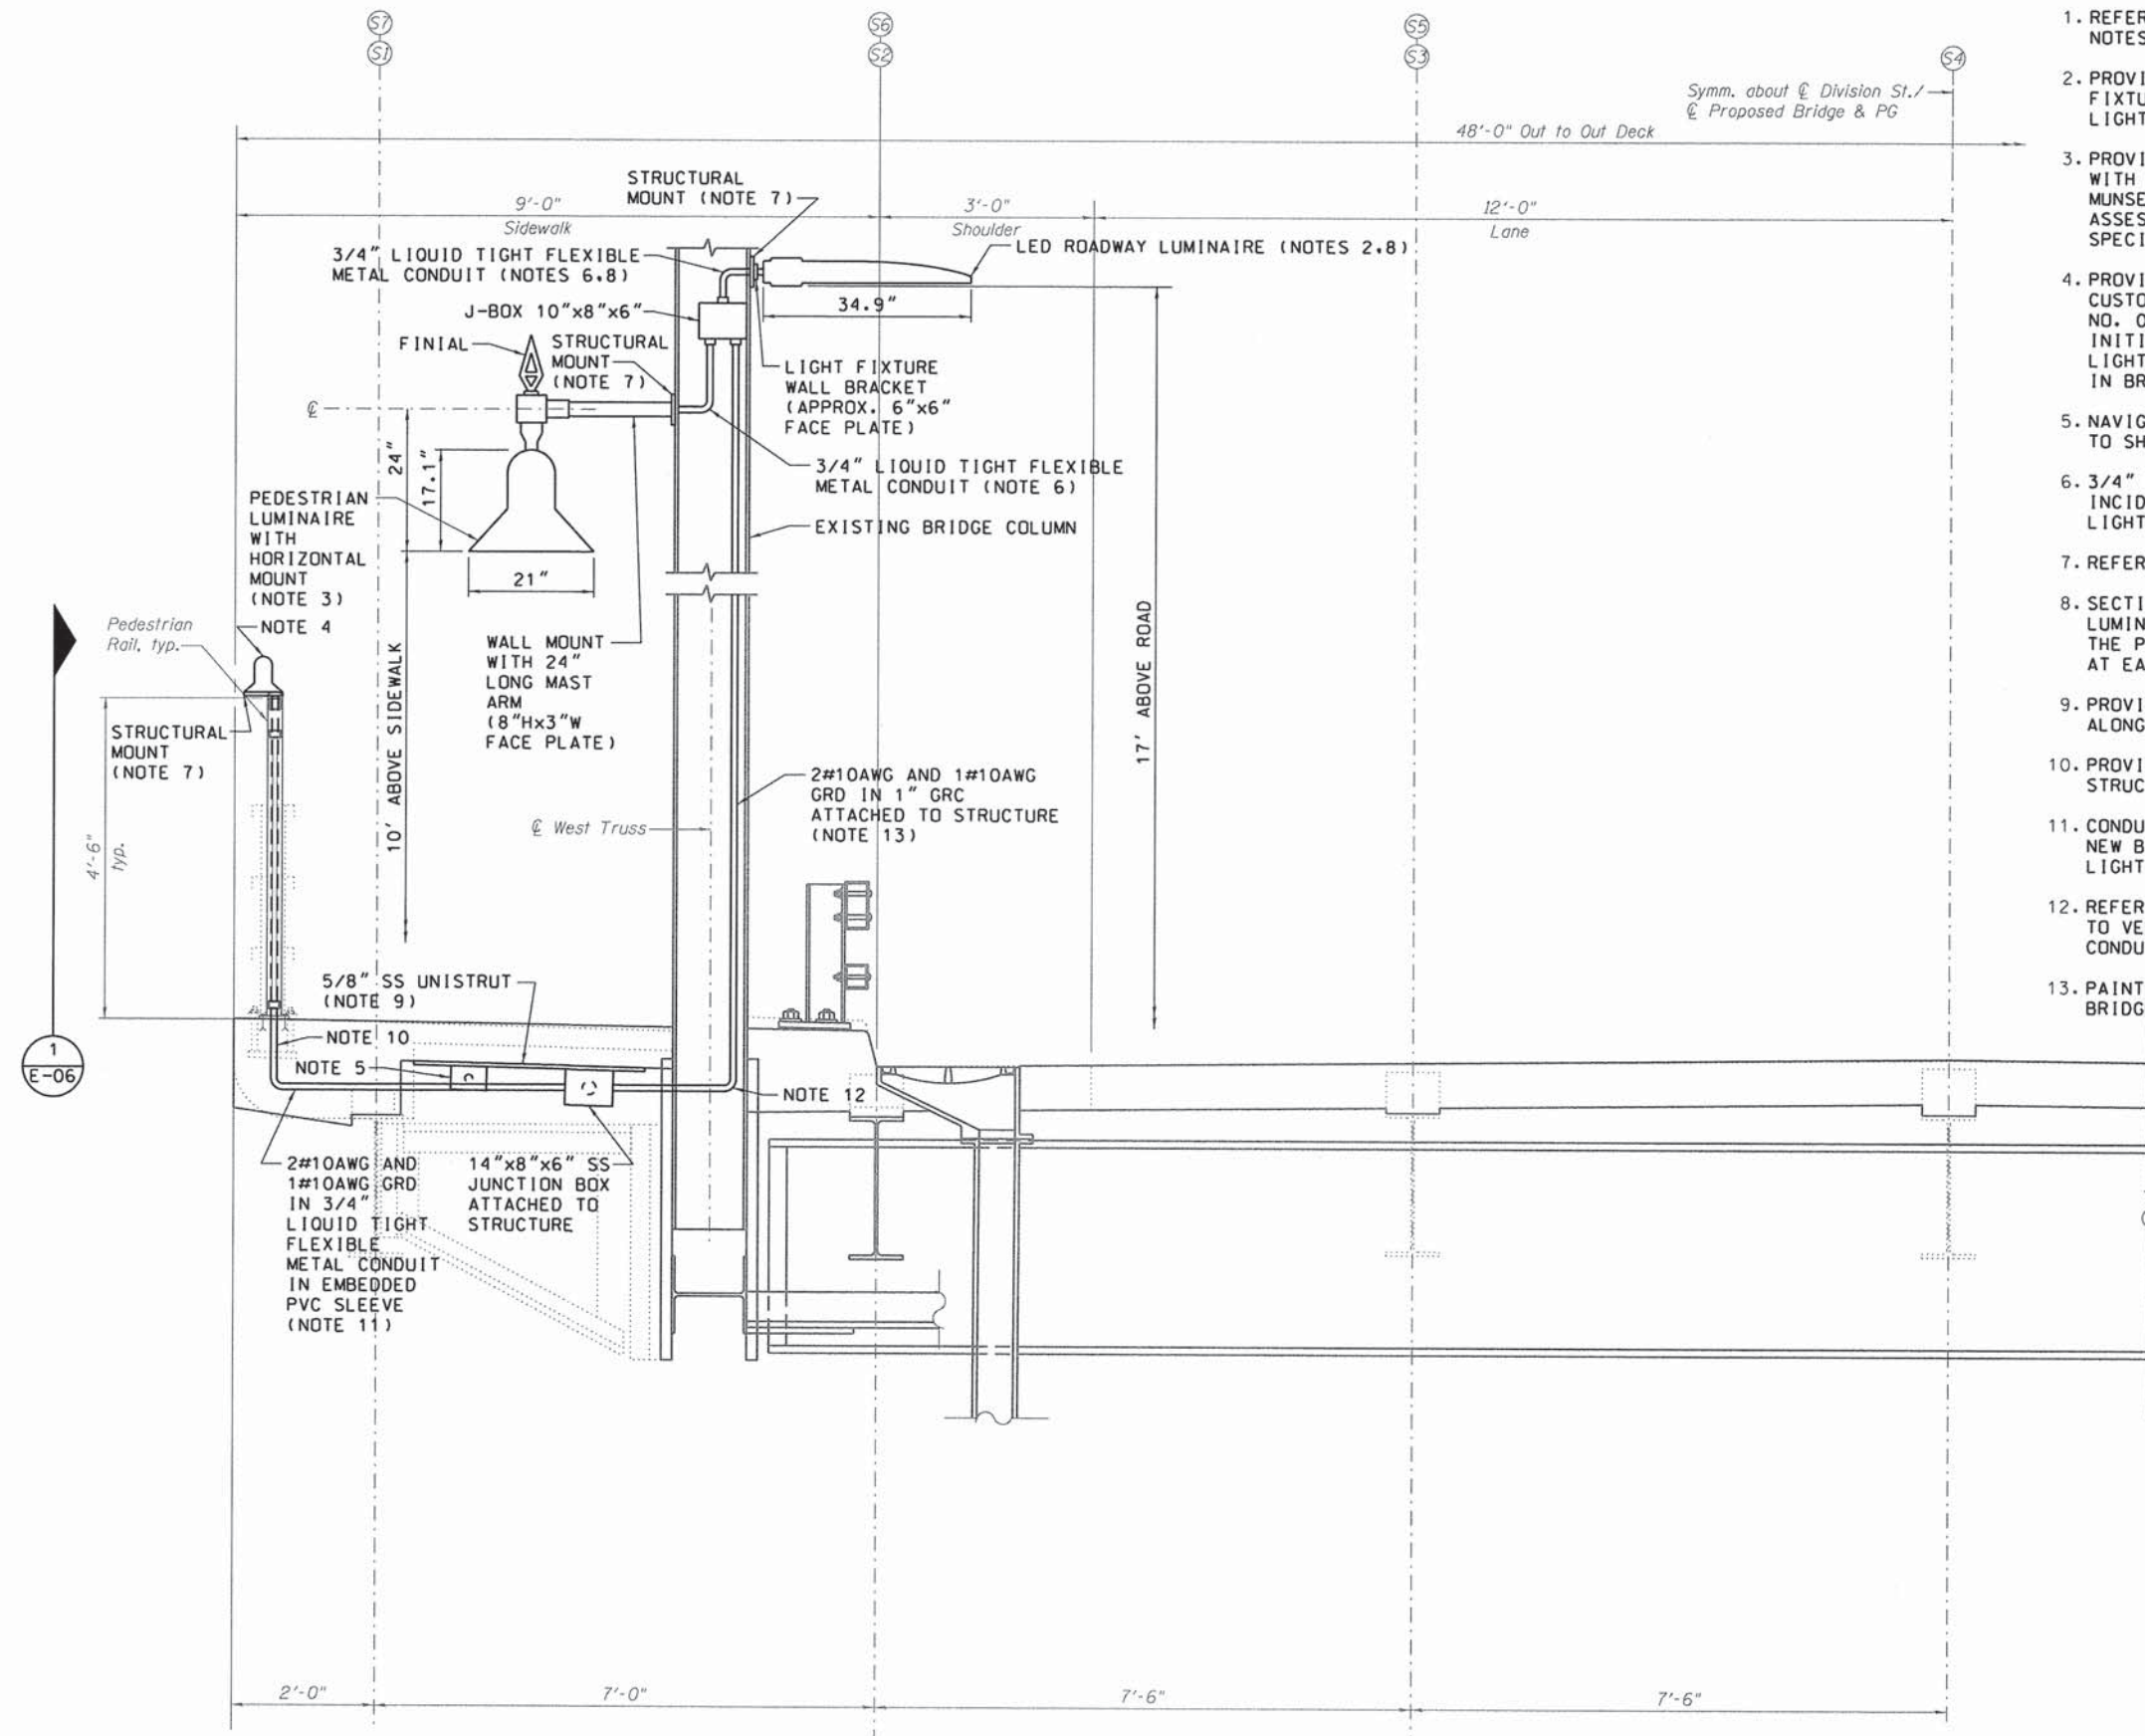 S7
S1
S6
S2
S5
S3
S4
Symm. about ℄ Division St./
℄ Proposed Bridge & PG
48'-0" Out to Out Deck
STRUCTURAL
MOUNT (NOTE 7)
9'-0"
Sidewalk
3'-0"
Shoulder
12'-0"
Lane
3/4" LIQUID TIGHT FLEXIBLE
METAL CONDUIT (NOTES 6.8)
LED ROADWAY LUMINAIRE (NOTES 2.8)
J-BOX 10"x8"x6"
34.9"
FINIAL
STRUCTURAL
MOUNT
(NOTE 7)
LIGHT FIXTURE
WALL BRACKET
(APPROX. 6"x6"
FACE PLATE)
℄
24"
17.1"
3/4" LIQUID TIGHT FLEXIBLE
METAL CONDUIT (NOTE 6)
PEDESTRIAN
LUMINAIRE
WITH
HORIZONTAL
MOUNT
(NOTE 3)
EXISTING BRIDGE COLUMN
21"
Pedestrian
Rail, typ.
NOTE 4
WALL MOUNT
WITH 24"
LONG MAST
ARM
(8"Hx3"W
FACE PLATE)
10' ABOVE SIDEWALK
17' ABOVE ROAD
STRUCTURAL
MOUNT
(NOTE 7)
2#10AWG AND 1#10AWG
GRD IN 1" GRC
ATTACHED TO STRUCTURE
(NOTE 13)
℄ West Truss
4'-6"
typ.
5/8" SS UNISTRUT
(NOTE 9)
NOTE 10
NOTE 5
1
E-06
NOTE 12
2#10AWG AND
1#10AWG GRD
IN 3/4"
LIQUID TIGHT
FLEXIBLE
METAL CONDUIT
IN EMBEDDED
PVC SLEEVE
(NOTE 11)
14"x8"x6" SS
JUNCTION BOX
ATTACHED TO
STRUCTURE
2'-0"
7'-0"
7'-6"
7'-6"
1. REFER
NOTES
2. PROVI
FIXTU
LIGHT
3. PROVI
WITH
MUNSE
ASSES
SPECI
4. PROVI
CUSTO
NO. O
INITI
LIGHT
IN BR
5. NAVIG
TO SH
6. 3/4"
INCID
LIGHT
7. REFER
8. SECTI
LUMIN
THE P
AT EA
9. PROVI
ALONG
10. PROVI
STRUC
11. CONDU
NEW B
LIGHT
12. REFER
TO VE
CONDU
13. PAINT
BRIDG